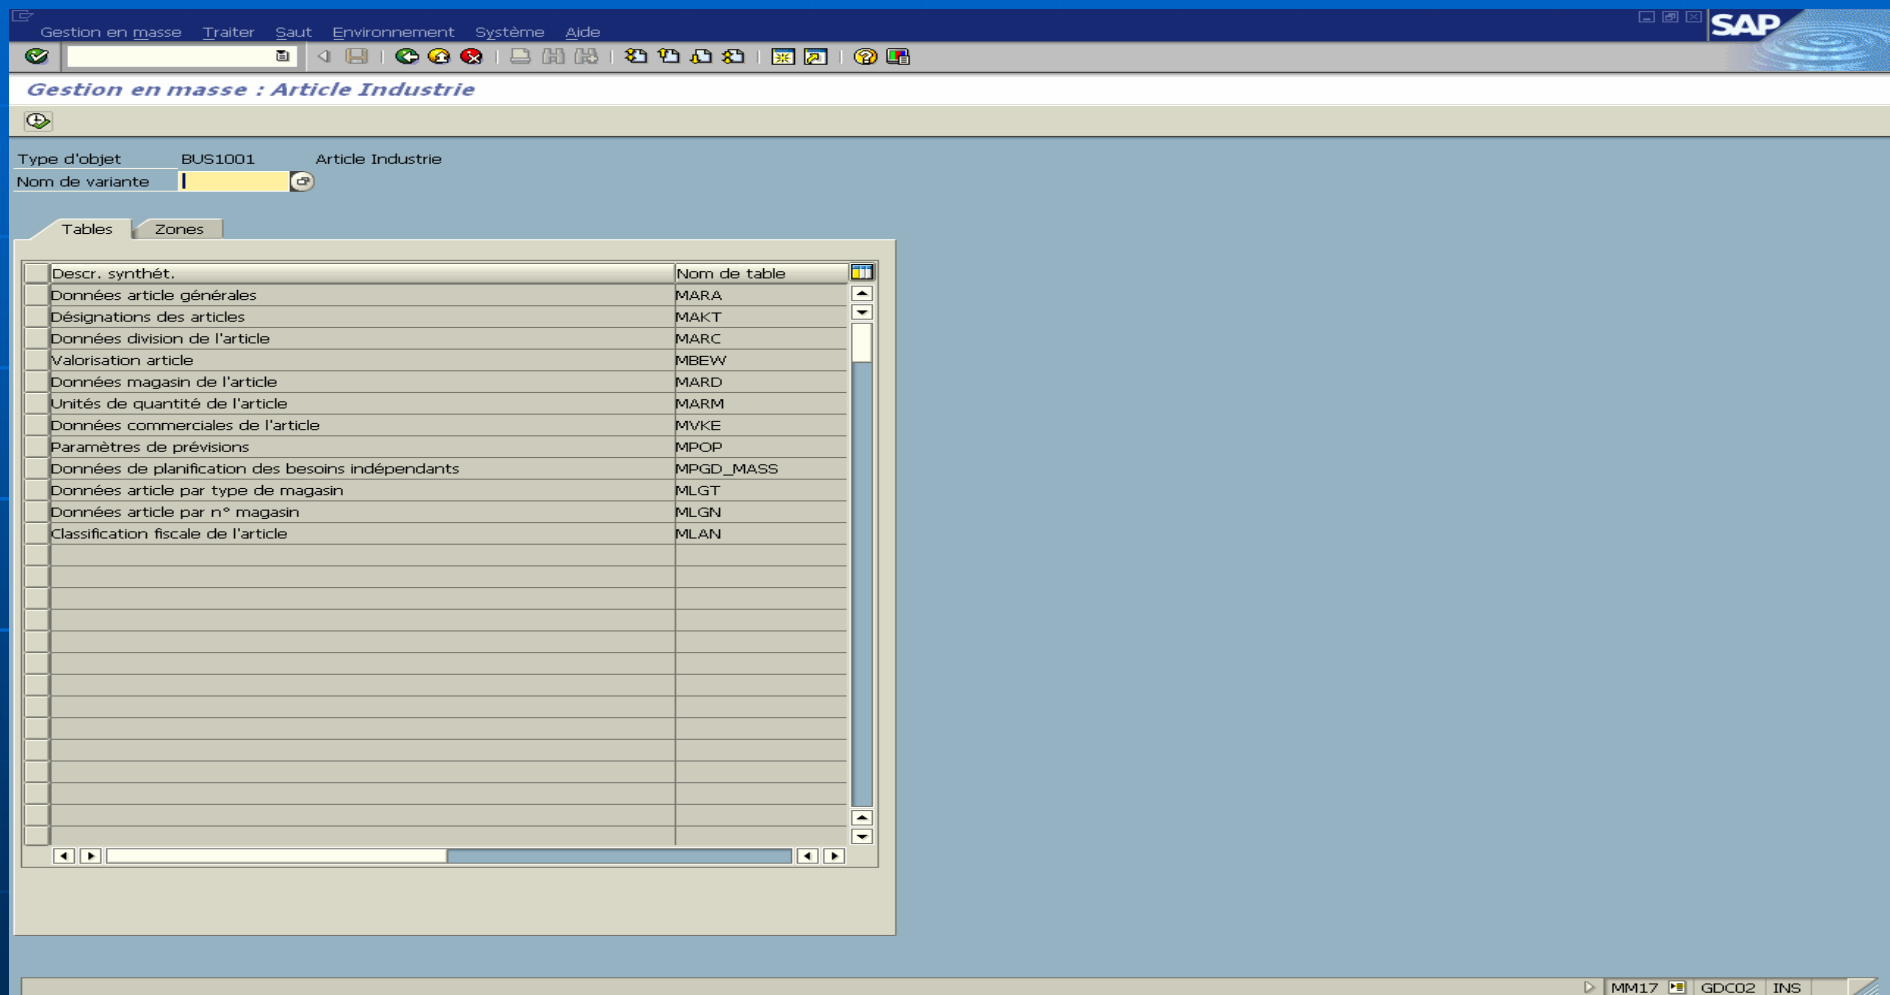 Gestion en masse Traiter Saut Environnement Système Aide
SAP
Gestion en masse : Article Industrie
Type d'objet BUS1001 Article Industrie
Nom de variante
Tables Zones
Descr. synthét. Nom de table
Données article générales MARA
Désignations des articles MAKT
Données division de l'article MARC
Valorisation article MBEW
Données magasin de l'article MARD
Unités de quantité de l'article MARM
Données commerciales de l'article MVKE
Paramètres de prévisions MPOP
Données de planification des besoins indépendants MPGD_MASS
Données article par type de magasin MLGT
Données article par n° magasin MLGN
Classification fiscale de l'article MLAN
MM17 GDC02 INS